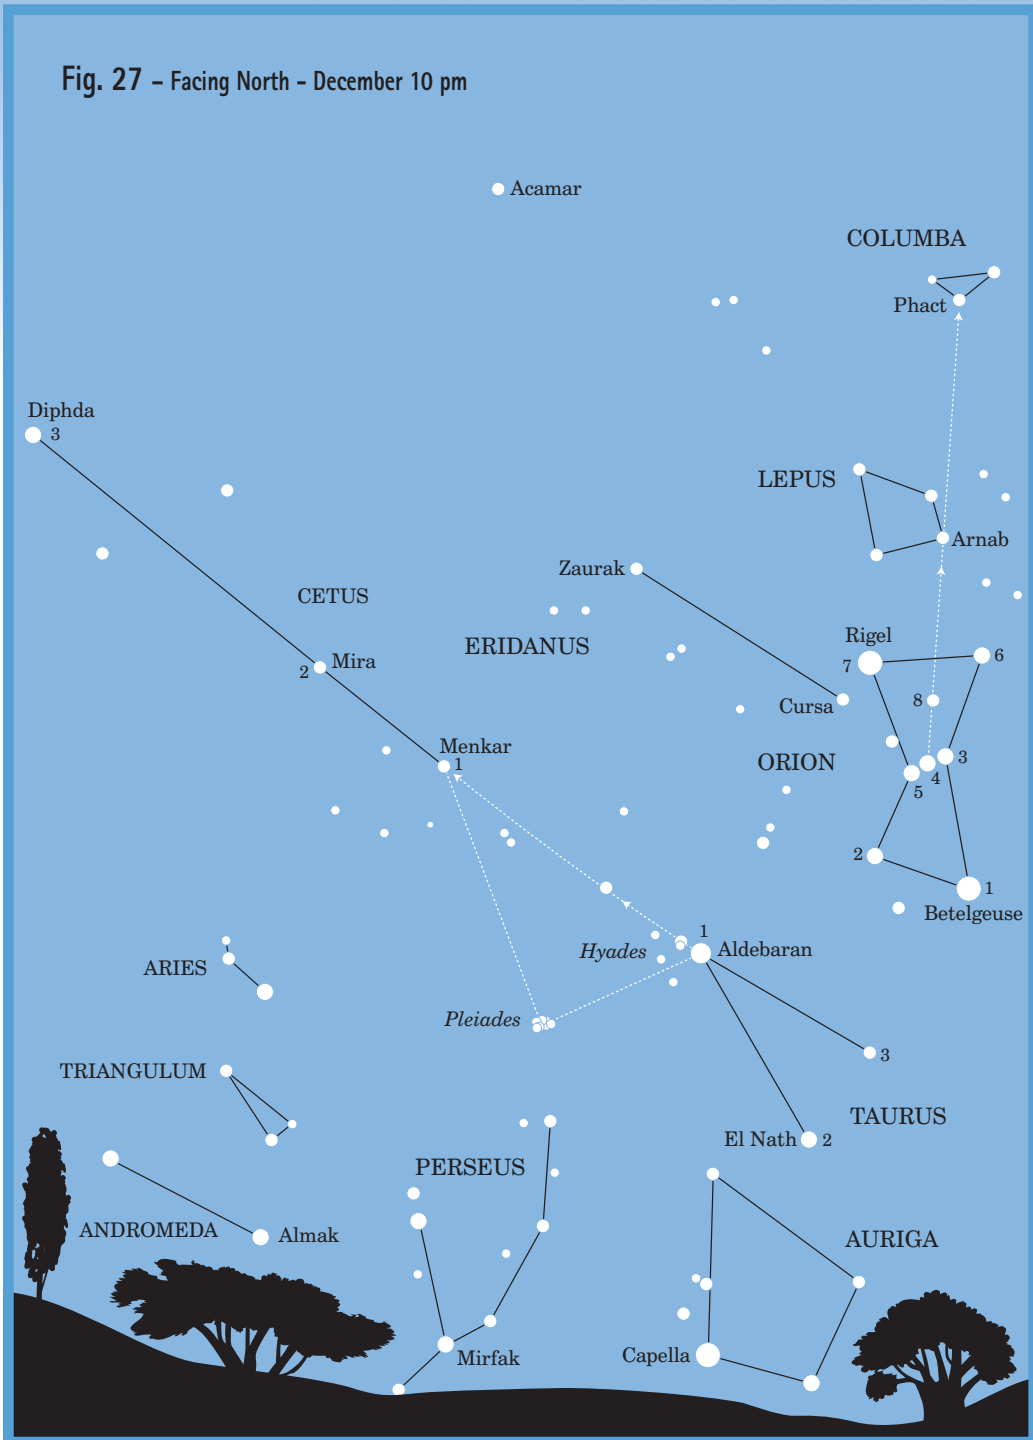 Fig. 27 – Facing North - December 10 pm
Acamar
COLUMBA
Phact
Diphda
3
LEPUS
Arnab
Zaurak
CETUS
ERIDANUS
Rigel
7
6
2
Mira
8
Cursa
Menkar
1
ORION
3
4
5
2
1
Betelgeuse
1
Hyades
Aldebaran
ARIES
Pleiades
3
TRIANGULUM
TAURUS
El Nath
2
PERSEUS
ANDROMEDA
Almak
AURIGA
Mirfak
Capella